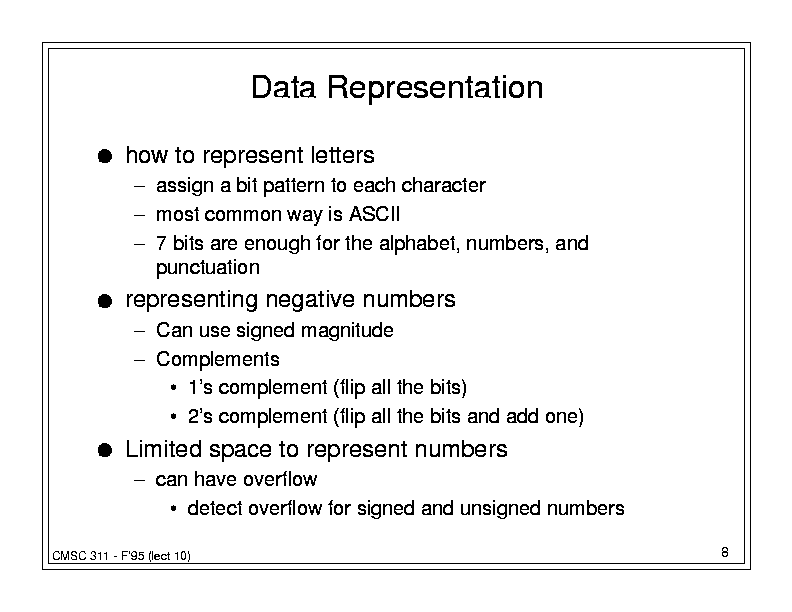 Data Representation
● how to represent letters
– assign a bit pattern to each character
– most common way is ASCII
– 7 bits are enough for the alphabet, numbers, and
punctuation
● representing negative numbers
– Can use signed magnitude
– Complements
• 1's complement (flip all the bits)
• 2's complement (flip all the bits and add one)
● Limited space to represent numbers
– can have overflow
• detect overflow for signed and unsigned numbers
CMSC 311 - F'95 (lect 10)
8